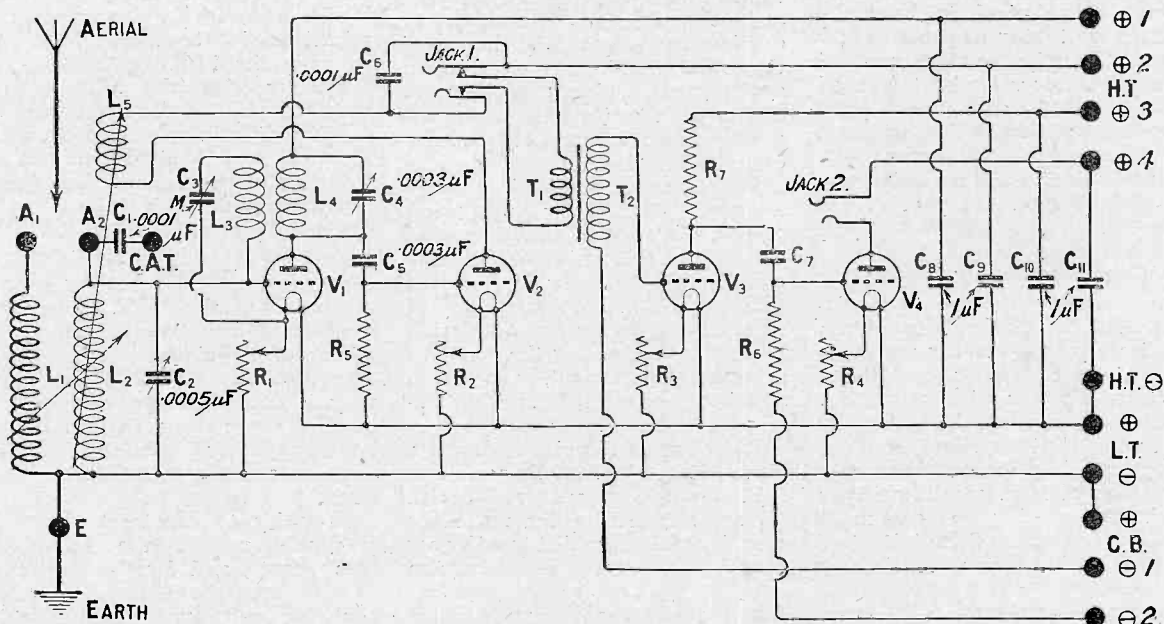 AERIAL
⊕ 1
C6
.0001µF
JACK.1.
⊕ 2
H.T.
⊕ 3
⊕ 4
L5
C3
M
L3
L4
C4
.0003µF
T1
T2
R7
JACK 2.
A1
A2
C1
.0001
µF
C.A.T.
C5
.0003µF
V1
V2
V3
C7
V4
C8
C9
C10
C11
1µF
1µF
L1
L2
C2
.0005µF
R1
R5
R2
R3
R6
R4
H.T. ⊖
⊕
L.T.
⊖
⊕
G.B.
⊖ 1
⊖ 2
E
EARTH